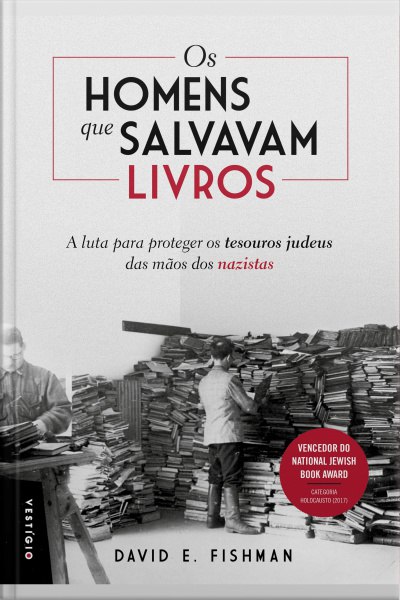 Os
HOMENS
que SALVAVAM
LIVROS
A luta para proteger os tesouros judeus
das mãos dos nazistas
VENCEDOR DO
NATIONAL JEWISH
BOOK AWARD
CATEGORIA
HOLOCAUSTO (2017)
VESTÍGIO
DAVID E. FISHMAN